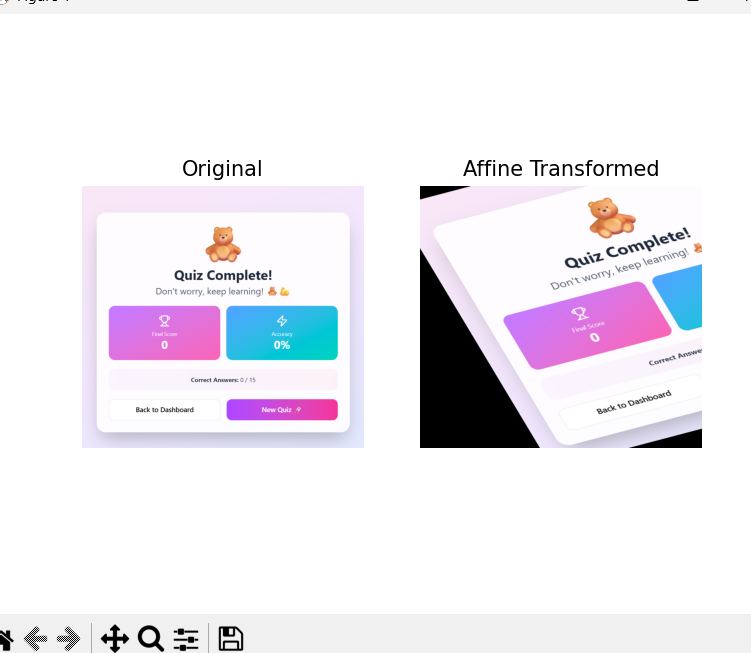 Original
Quiz Complete!
Don't worry, keep learning! 🧸 💪
Final Score
0
Accuracy
0%
Correct Answers: 0 / 15
Back to Dashboard
New Quiz 🚀
Affine Transformed
Quiz Complete!
Don't worry, keep learning!
Final Score
0
Correct
Back to Dashboard